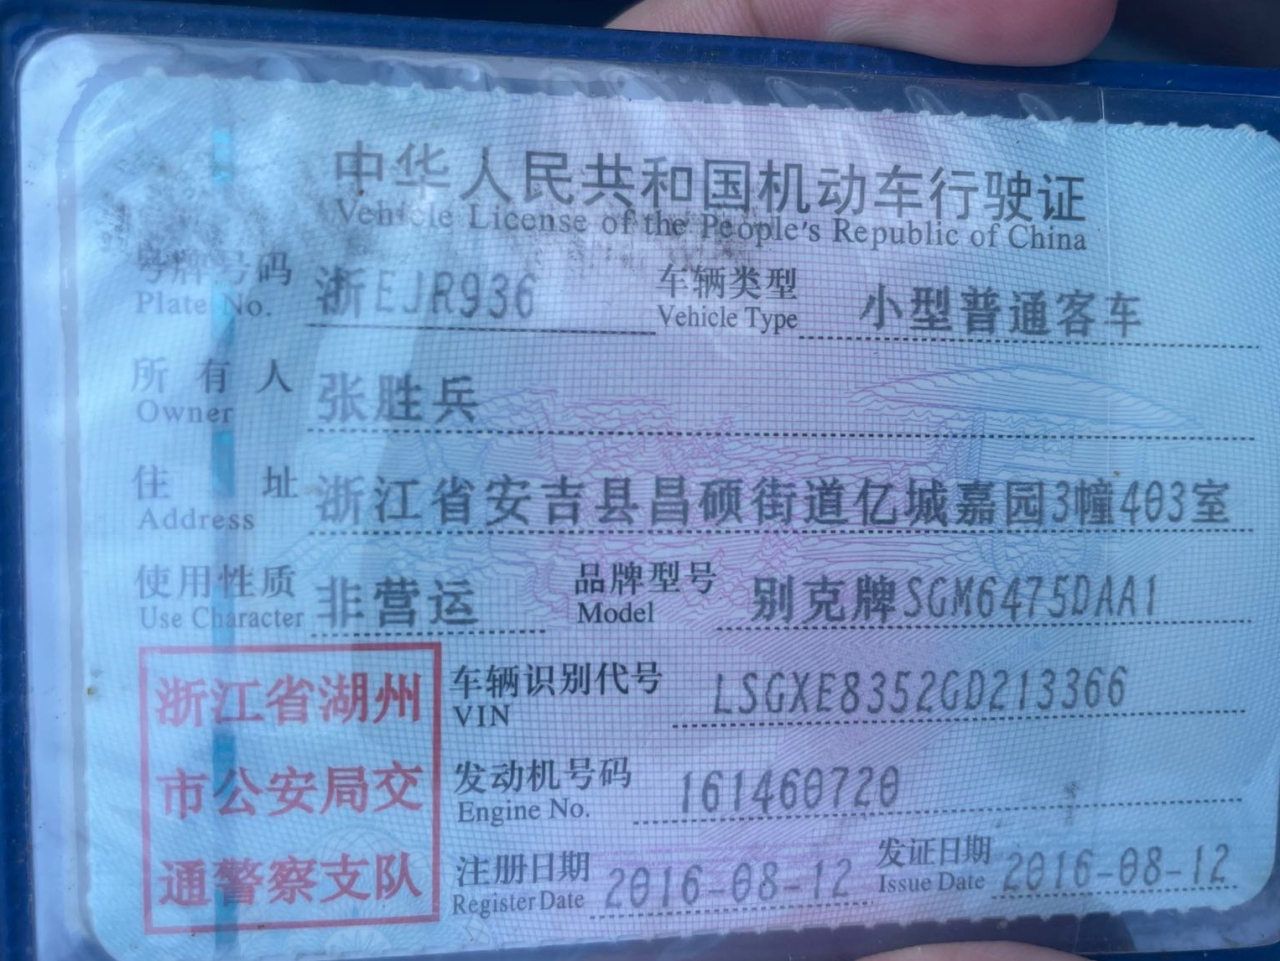 中华人民共和国机动车行驶证
Vehicle License of the People's Republic of China
号牌号码 浙EJR936 车辆类型 小型普通客车
Plate No. Vehicle Type
所有人 张胜兵
Owner
住址 浙江省安吉县昌硕街道亿城嘉园3幢403室
Address
使用性质 非营运 品牌型号 别克牌SGM6475DAA1
Use Character Model
浙江省湖州
市公安局交
通警察支队
车辆识别代号 LSGXE8352GD213366
VIN
发动机号码 161460720
Engine No.
注册日期 2016-08-12 发证日期 2016-08-12
Register Date Issue Date